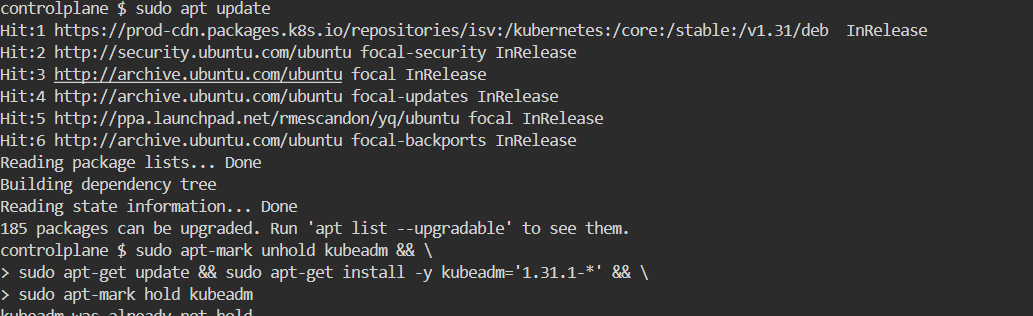 controlplane $ sudo apt update
Hit:1 https://prod-cdn.packages.k8s.io/repositories/isv:/kubernetes:/core:/stable:/v1.31/deb  InRelease
Hit:2 http://security.ubuntu.com/ubuntu focal-security InRelease
Hit:3 http://archive.ubuntu.com/ubuntu focal InRelease
Hit:4 http://archive.ubuntu.com/ubuntu focal-updates InRelease
Hit:5 http://ppa.launchpad.net/rmescandon/yq/ubuntu focal InRelease
Hit:6 http://archive.ubuntu.com/ubuntu focal-backports InRelease
Reading package lists... Done
Building dependency tree
Reading state information... Done
185 packages can be upgraded. Run 'apt list --upgradable' to see them.
controlplane $ sudo apt-mark unhold kubeadm && \
> sudo apt-get update && sudo apt-get install -y kubeadm='1.31.1-*' && \
> sudo apt-mark hold kubeadm
kubeadm was already not hold.